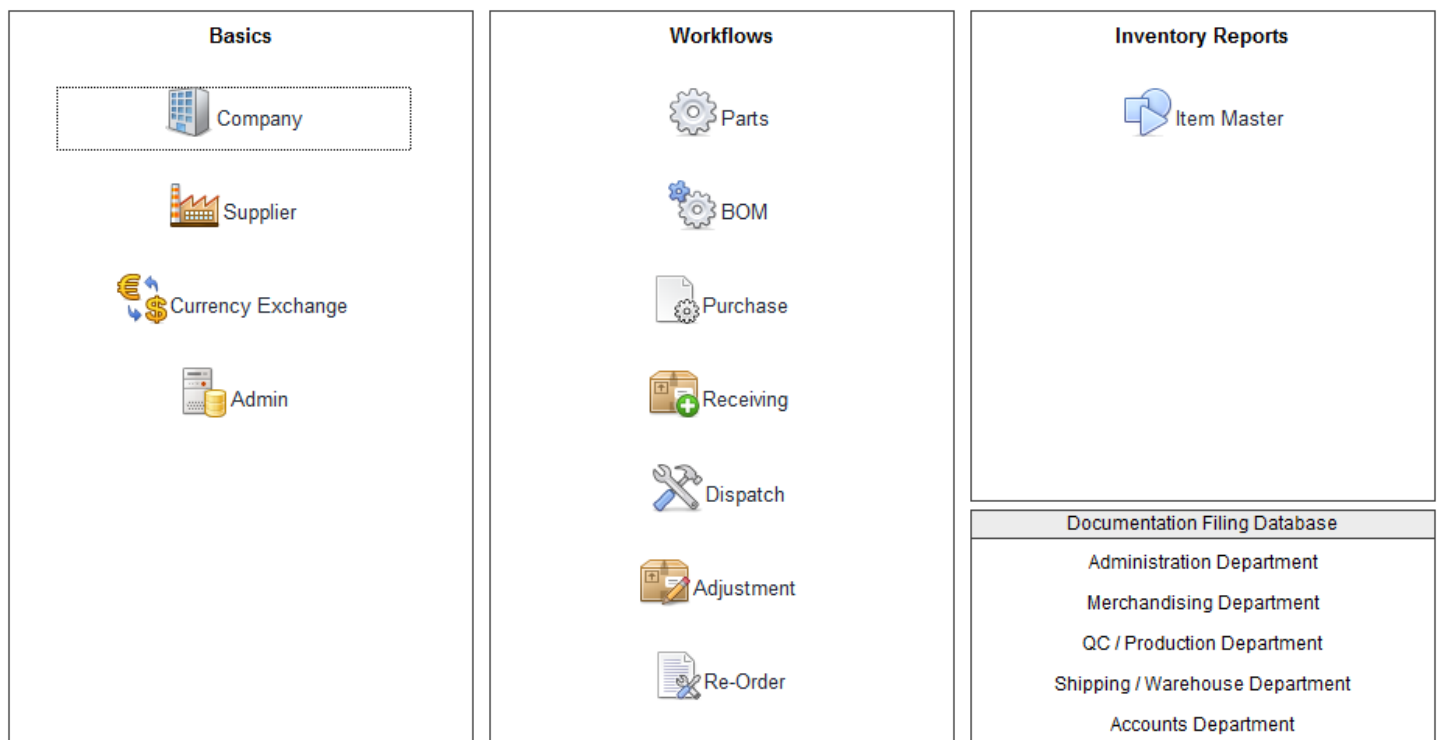 Basics
Company
Supplier
Currency Exchange
Admin
Workflows
Parts
BOM
Purchase
Receiving
Dispatch
Adjustment
Re-Order
Inventory Reports
Item Master
Documentation Filing Database
Administration Department
Merchandising Department
QC / Production Department
Shipping / Warehouse Department
Accounts Department